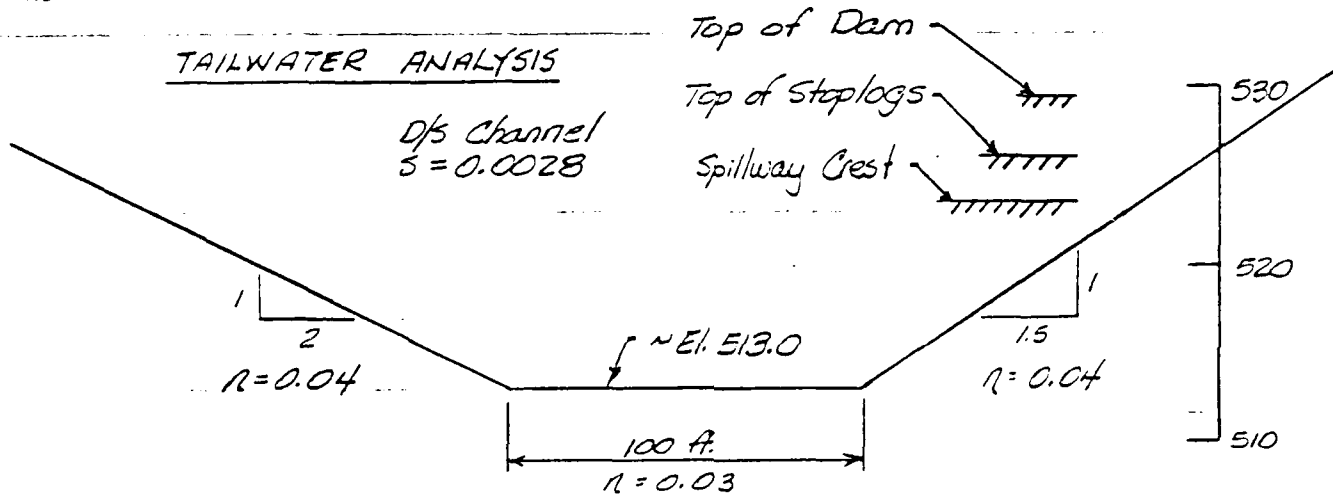 TAILWATER ANALYSIS
D/s Channel
S = 0.0028
Top of Dam
Top of Stoplogs
Spillway Crest
530
520
510
1
2
n = 0.04
~El. 513.0
1
1.5
n = 0.04
100 ft.
n = 0.03